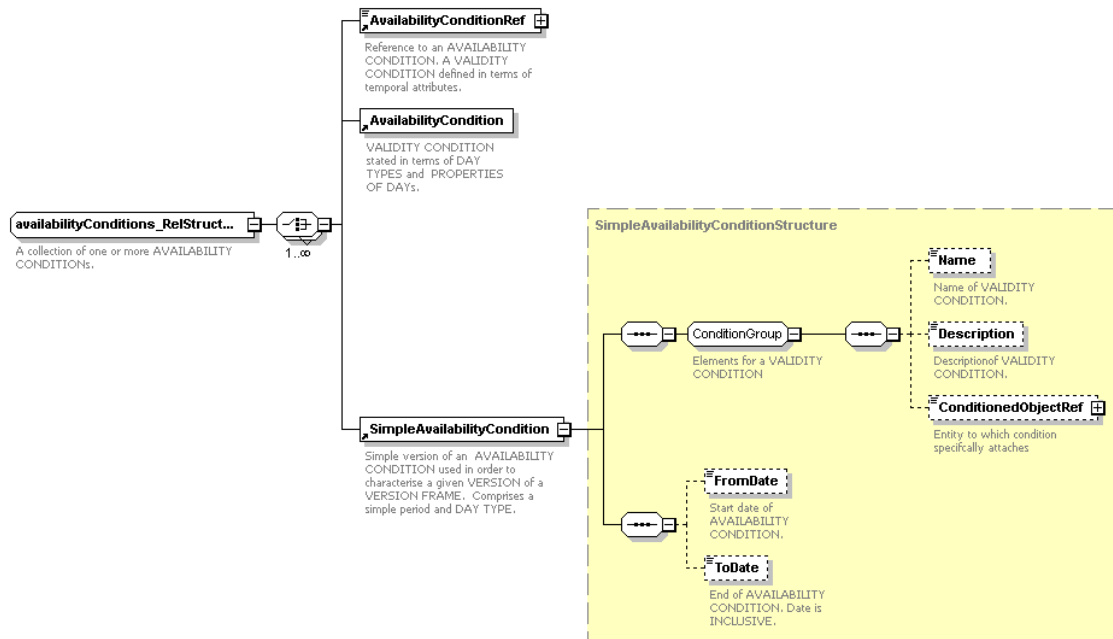 AvailabilityConditionRef
Reference to an AVAILABILITY
CONDITION. A VALIDITY
CONDITION defined in terms of
temporal attributes.
AvailabilityCondition
VALIDITY CONDITION
stated in terms of DAY
TYPES and PROPERTIES
OF DAYs.
availabilityConditions_RelStruct...
A collection of one or more AVAILABILITY
CONDITIONs.
1..∞
SimpleAvailabilityCondition
Simple version of an AVAILABILITY
CONDITION used in order to
characterise a given VERSION of a
VERSION FRAME. Comprises a
simple period and DAY TYPE.
SimpleAvailabilityConditionStructure
ConditionGroup
Elements for a VALIDITY
CONDITION
Name
Name of VALIDITY
CONDITION.
Description
Descriptionof VALIDITY
CONDITION.
ConditionedObjectRef
Entity to which condition
specifcally attaches
FromDate
Start date of
AVAILABILITY
CONDITION.
ToDate
End of AVAILABILITY
CONDITION. Date is
INCLUSIVE.